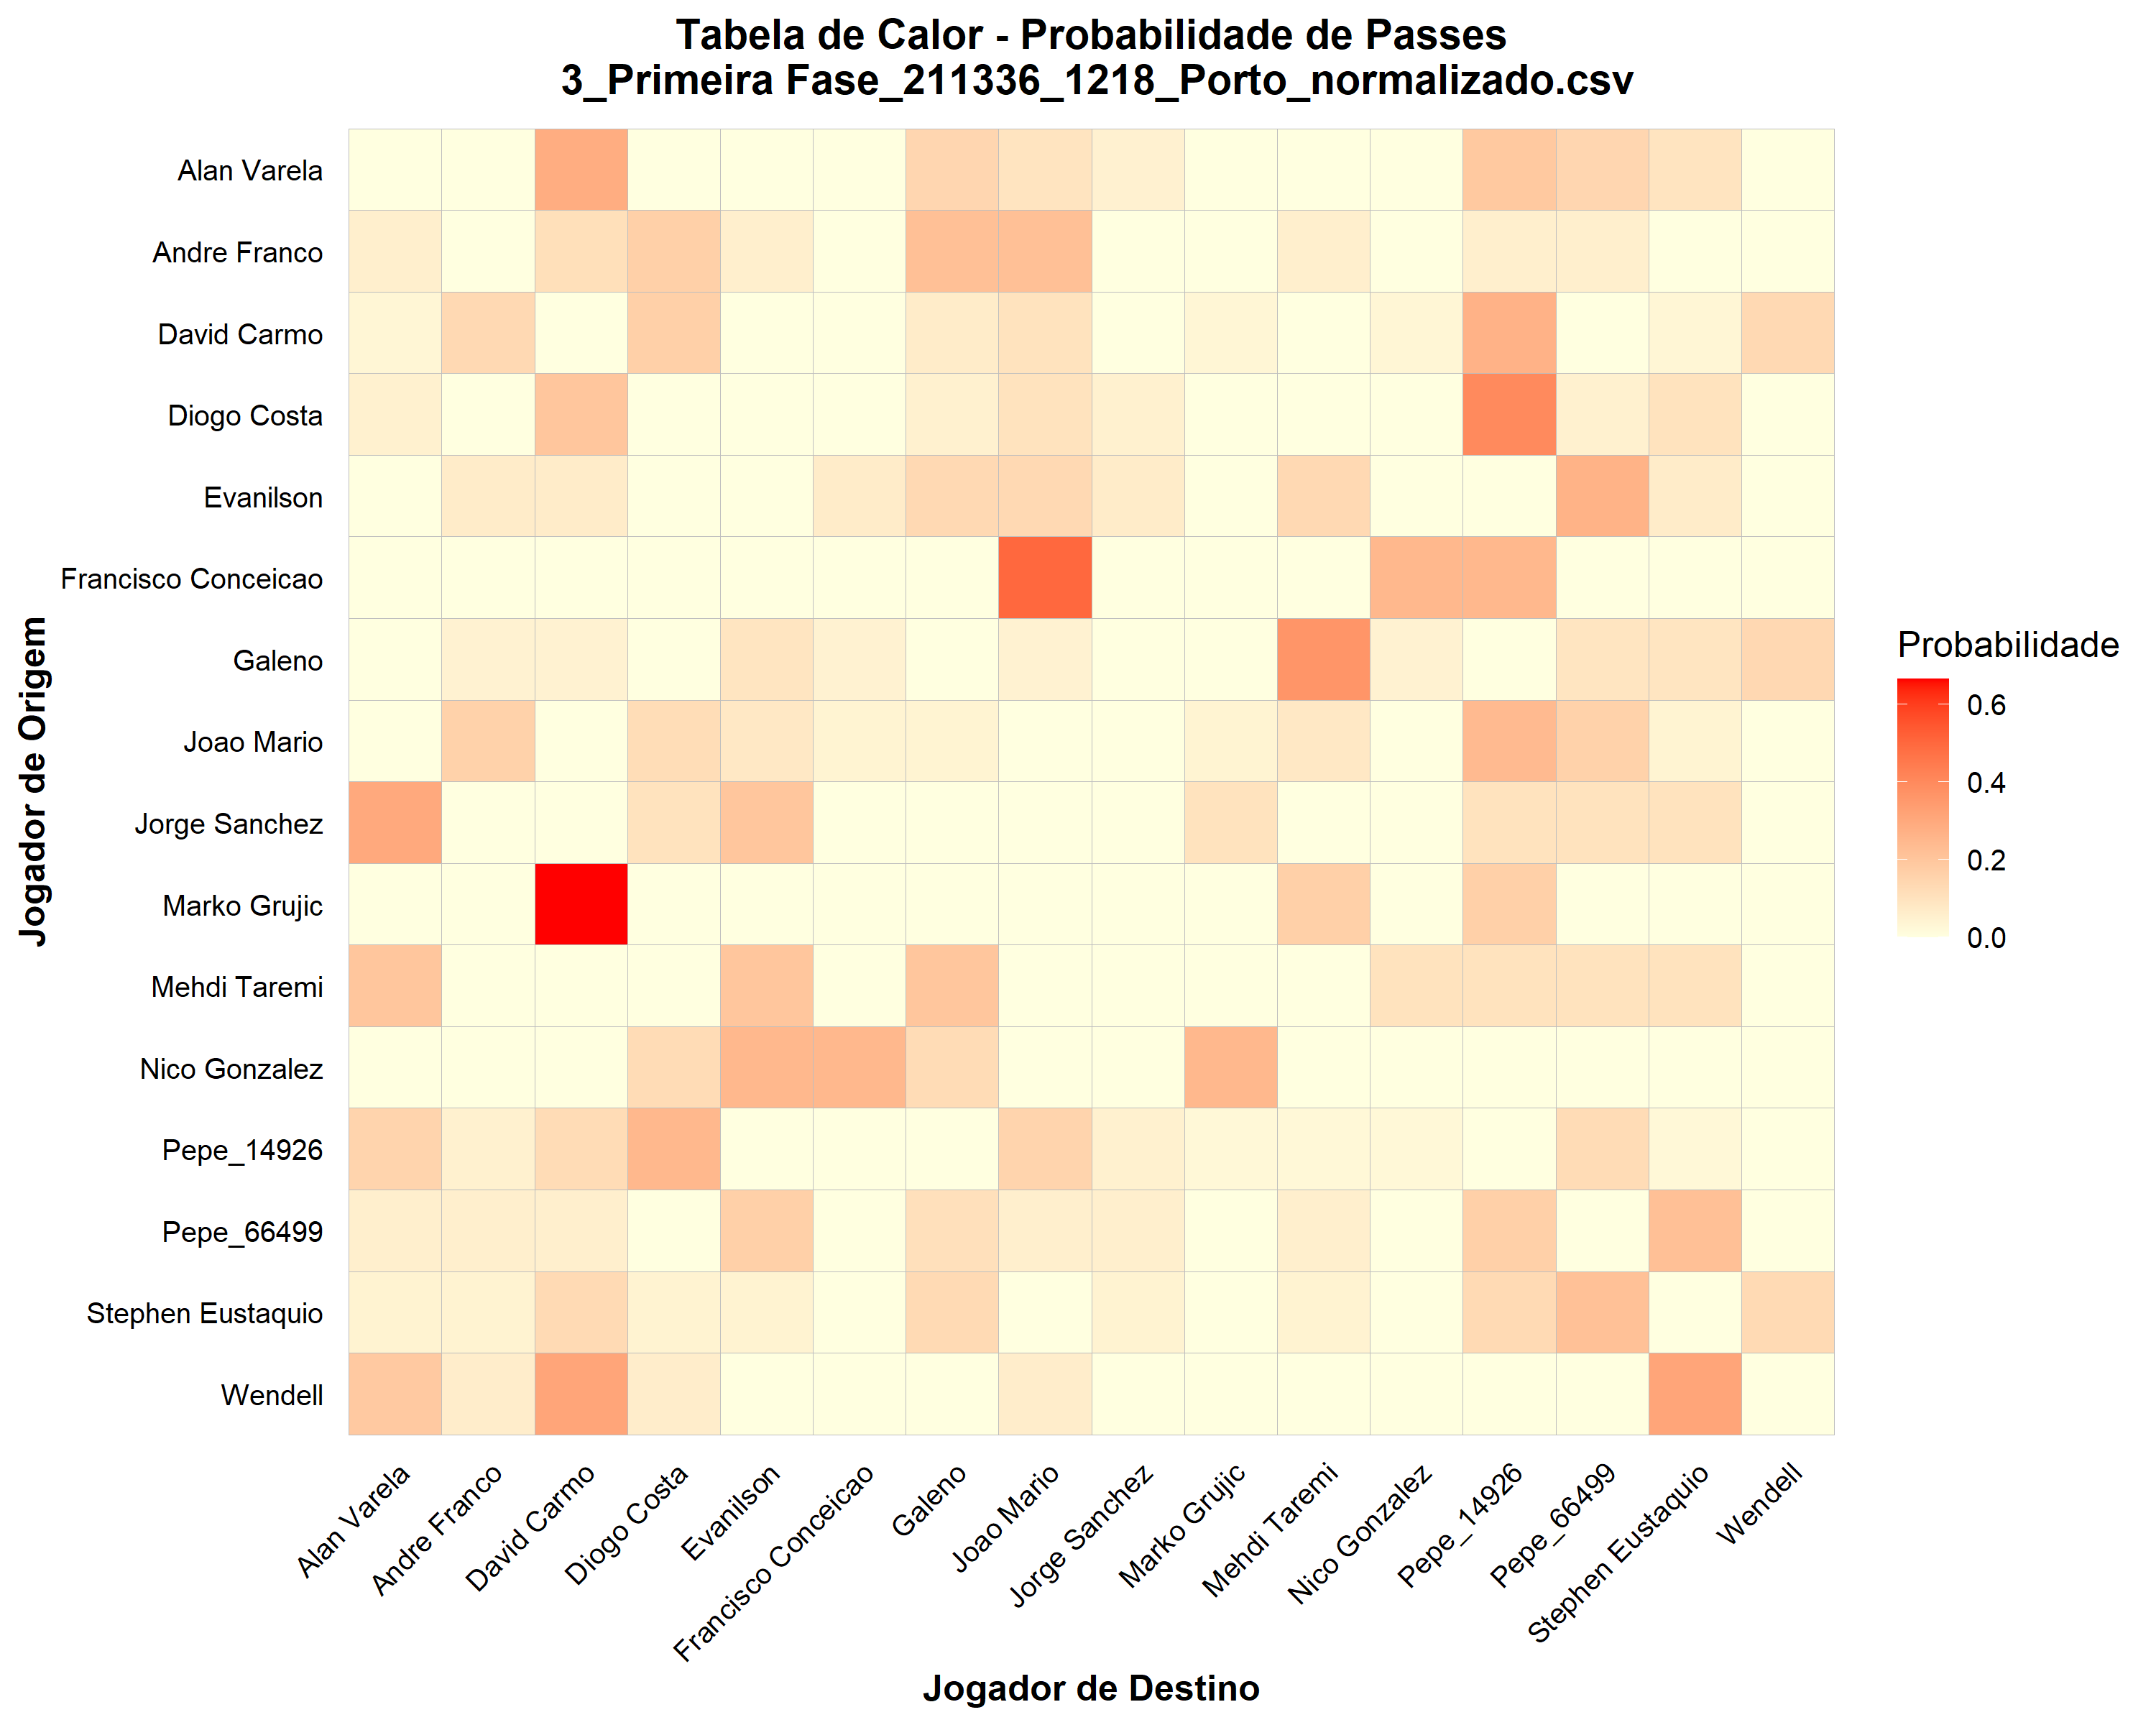 Tabela de Calor - Probabilidade de Passes
3_Primeira Fase_211336_1218_Porto_normalizado.csv
Jogador de Origem
Alan Varela
Andre Franco
David Carmo
Diogo Costa
Evanilson
Francisco Conceicao
Galeno
Joao Mario
Jorge Sanchez
Marko Grujic
Mehdi Taremi
Nico Gonzalez
Pepe_14926
Pepe_66499
Stephen Eustaquio
Wendell
Alan Varela
Andre Franco
David Carmo
Diogo Costa
Evanilson
Francisco Conceicao
Galeno
Joao Mario
Jorge Sanchez
Marko Grujic
Mehdi Taremi
Nico Gonzalez
Pepe_14926
Pepe_66499
Stephen Eustaquio
Wendell
Jogador de Destino
Probabilidade
0.6
0.4
0.2
0.0